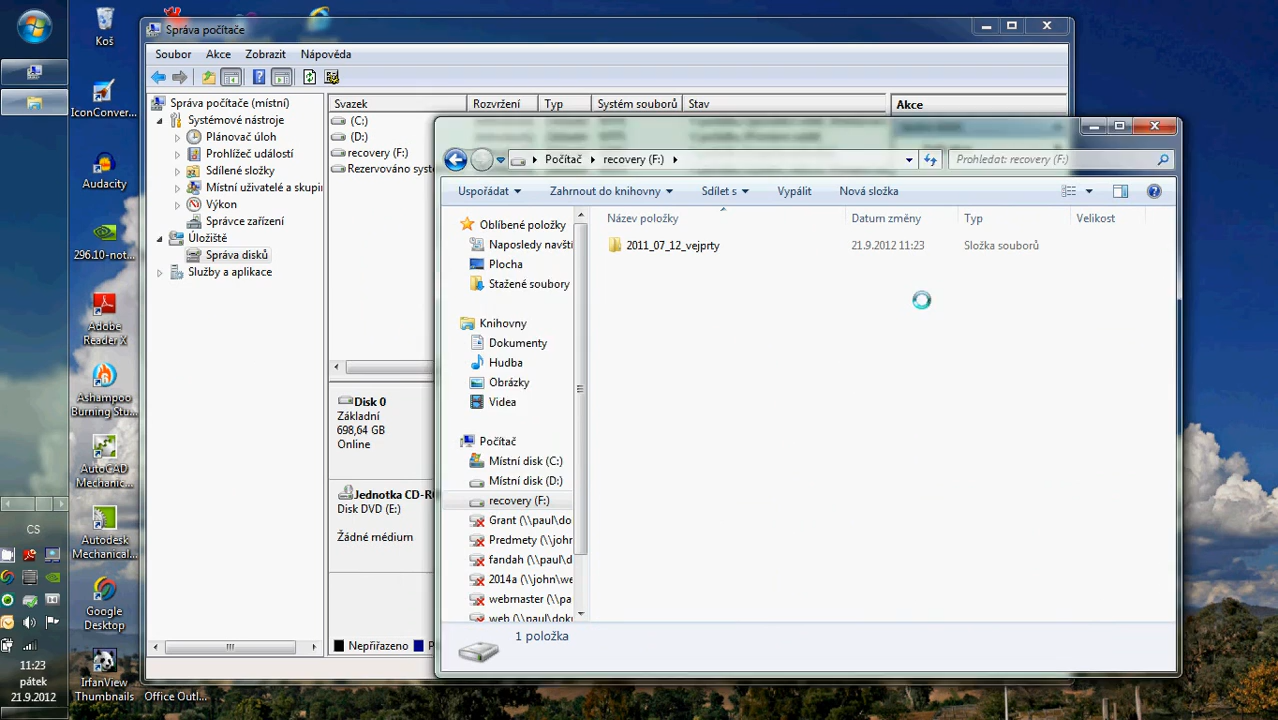 Koš
IconConver...
Audacity
296.10-not...
Adobe
Reader X
Ashampoo
Burning Stu...
AutoCAD
Mechanic...
Autodesk
Mechanical...
Google
Desktop
IrfanView
Thumbnails
Office Outl...
CS
11:23
pátek
21.9.2012
Správa počítače
Soubor Akce Zobrazit Nápověda
Správa počítače (místní)
Systémové nástroje
Plánovač úloh
Prohlížeč událostí
Sdílené složky
Místní uživatelé a skupin
Výkon
Správce zařízení
Úložiště
Správa disků
Služby a aplikace
Svazek Rozvržení Typ Systém souborů Stav
Akce
(C:)
(D:)
recovery (F:)
Rezervováno syste
Disk 0
Základní
698,64 GB
Online
Jednotka CD-RO
Disk DVD (E:)
Žádné médium
Nepřiřazeno P
Počítač recovery (F:)
Prohledat: recovery (F:)
Uspořádat Zahrnout do knihovny Sdílet s Vypálit Nová složka
Název položky Datum změny Typ Velikost
2011_07_12_vejprty 21.9.2012 11:23 Složka souborů
Oblíbené položky
Naposledy navští
Plocha
Stažené soubory
Knihovny
Dokumenty
Hudba
Obrázky
Videa
Počítač
Místní disk (C:)
Místní disk (D:)
recovery (F:)
Grant (\\paul\do
Predmety (\\john
fandah (\\paul\d
2014a (\\john\we
webmaster (\\pa
web (\\paul\dok
1 položka